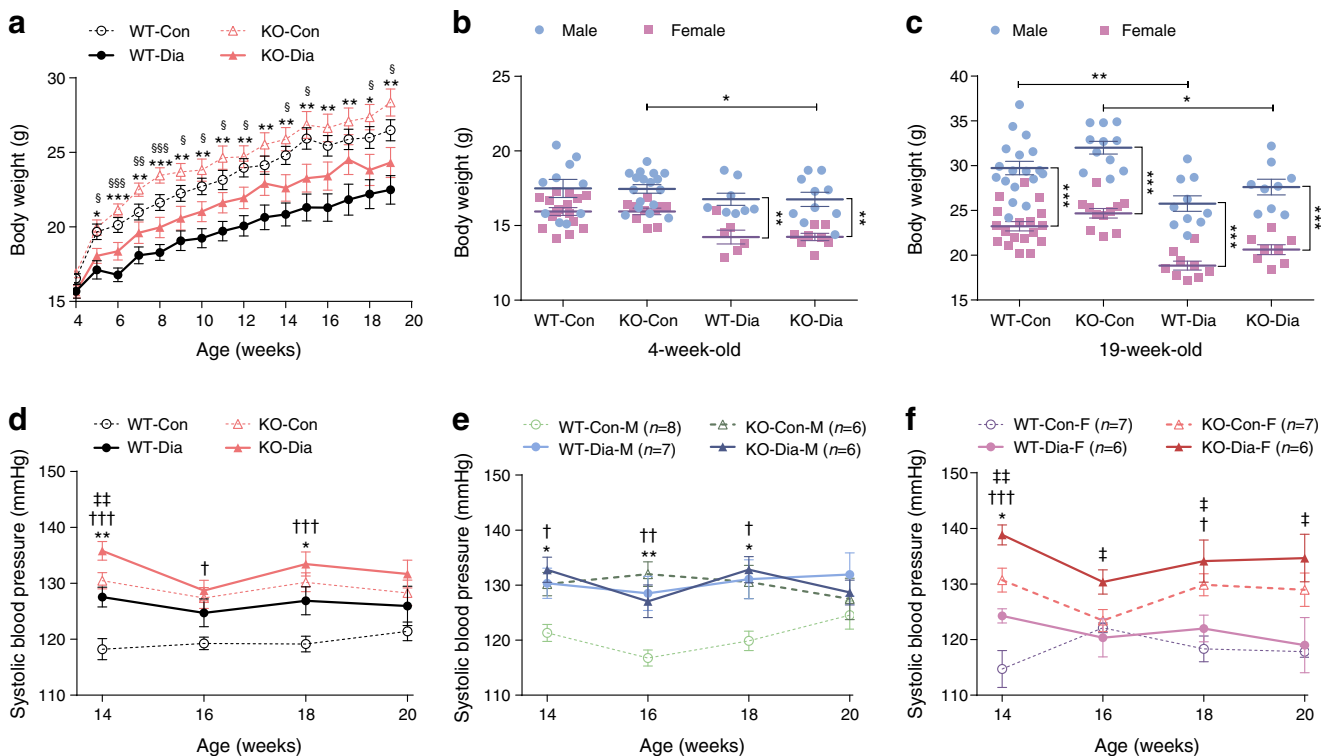 a
WT-Con
KO-Con
WT-Dia
KO-Dia
Body weight (g)
30
25
20
15
§ * §§§ *** §§ ** §§§ *** § ** § ** § ** § ** ** § ** § ** ** ** § * § **
4 6 8 10 12 14 16 18 20
Age (weeks)
b
Male
Female
Body weight (g)
25
20
15
10
*
**
**
WT-Con KO-Con WT-Dia KO-Dia
4-week-old
c
Male
Female
Body weight (g)
40
35
30
25
20
15
**
*
***
***
***
***
WT-Con KO-Con WT-Dia KO-Dia
19-week-old
d
WT-Con
KO-Con
WT-Dia
KO-Dia
Systolic blood pressure (mmHg)
150
140
130
120
110
‡‡
†††
**
†
†††
*
14 16 18 20
Age (weeks)
e
WT-Con-M (n=8)
KO-Con-M (n=6)
WT-Dia-M (n=7)
KO-Dia-M (n=6)
Systolic blood pressure (mmHg)
150
140
130
120
110
†
*
††
**
†
*
14 16 18 20
Age (weeks)
f
WT-Con-F (n=7)
KO-Con-F (n=7)
WT-Dia-F (n=6)
KO-Dia-F (n=6)
Systolic blood pressure (mmHg)
150
140
130
120
110
‡‡
†††
*
‡
‡
†
‡
14 16 18 20
Age (weeks)